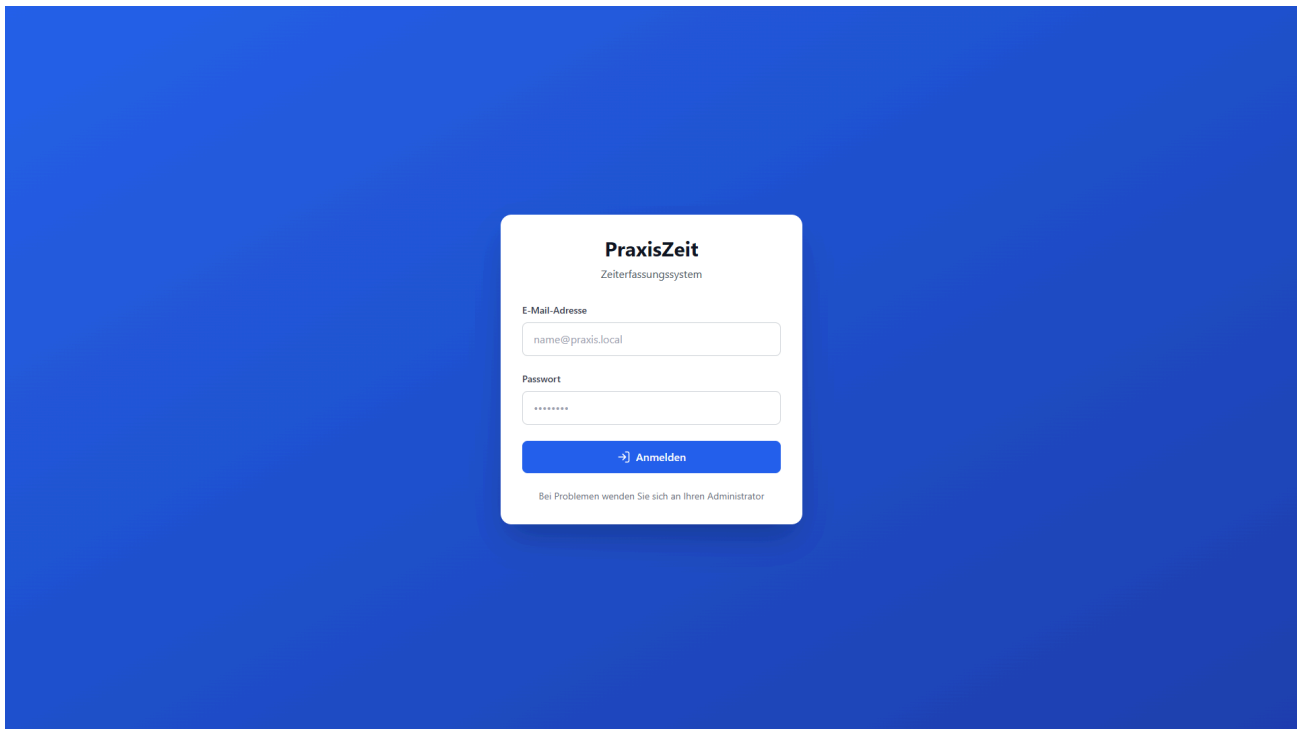 PraxisZeit
Zeiterfassungssystem
E-Mail-Adresse
name@praxis.local
Passwort
••••••••
Anmelden
Bei Problemen wenden Sie sich an Ihren Administrator